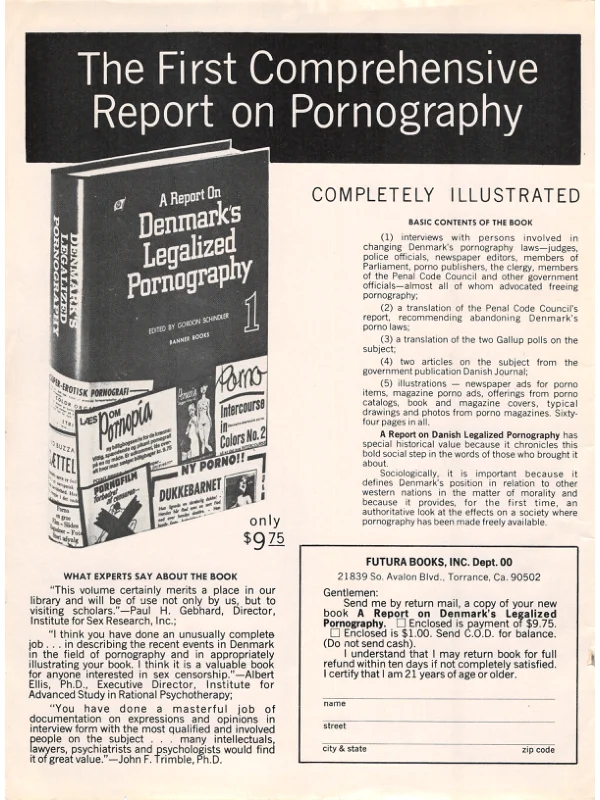 The First Comprehensive
Report on Pornography
A Report On
Denmark's
Legalized
Pornography
EDITED BY GORDON SCHINDLER
BANNER BOOKS
1
DENMARK'S
LEGALIZED
PORNOGRAPHY
SUPER-EROTISK PORNOGRAFI
LÆS OM
Pornopia
Porno
Intercourse
in
Colors No. 2
NY PORNO!!
PORNOFILM
DUKKEBARNET
only
$9.75
COMPLETELY ILLUSTRATED
BASIC CONTENTS OF THE BOOK
(1) interviews with persons involved in
changing Denmark's pornography laws—judges,
police officials, newspaper editors, members of
Parliament, porno publishers, the clergy, members
of the Penal Code Council and other government
officials—almost all of whom advocated freeing
pornography;
(2) a translation of the Penal Code Council's
report, recommending abandoning Denmark's
porno laws;
(3) a translation of the two Gallup polls on the
subject;
(4) two articles on the subject from the
government publication Danish Journal;
(5) illustrations — newspaper ads for porno
items, magazine porno ads, offerings from porno
catalogs, book and magazine covers, typical
drawings and photos from porno magazines. Sixty-
four pages in all.
A Report on Danish Legalized Pornography has
special historical value because it chronicles this
bold social step in the words of those who brought it
about.
Sociologically, it is important because it
defines Denmark's position in relation to other
western nations in the matter of morality and
because it provides, for the first time, an
authoritative look at the effects on a society where
pornography has been made freely available.
WHAT EXPERTS SAY ABOUT THE BOOK
"This volume certainly merits a place in our
library and will be of use not only by us, but to
visiting scholars."—Paul H. Gebhard, Director,
Institute for Sex Research, Inc.;
"I think you have done an unusually complete
job . . . in describing the recent events in Denmark
in the field of pornography and in appropriately
illustrating your book. I think it is a valuable book
for anyone interested in sex censorship."—Albert
Ellis, Ph.D., Executive Director, Institute for
Advanced Study in Rational Psychotherapy;
"You have done a masterful job of
documentation on expressions and opinions in
interview form with the most qualified and involved
people on the subject . . . many intellectuals,
lawyers, psychiatrists and psychologists would find
it of great value."—John F. Trimble, Ph.D.
FUTURA BOOKS, INC. Dept. 00
21839 So. Avalon Blvd., Torrance, Ca. 90502
Gentlemen:
Send me by return mail, a copy of your new
book A Report on Denmark's Legalized
Pornography. Enclosed is payment of $9.75.
Enclosed is $1.00. Send C.O.D. for balance.
(Do not send cash).
I understand that I may return book for full
refund within ten days if not completely satisfied.
I certify that I am 21 years of age or older.
name
street
city & state zip code